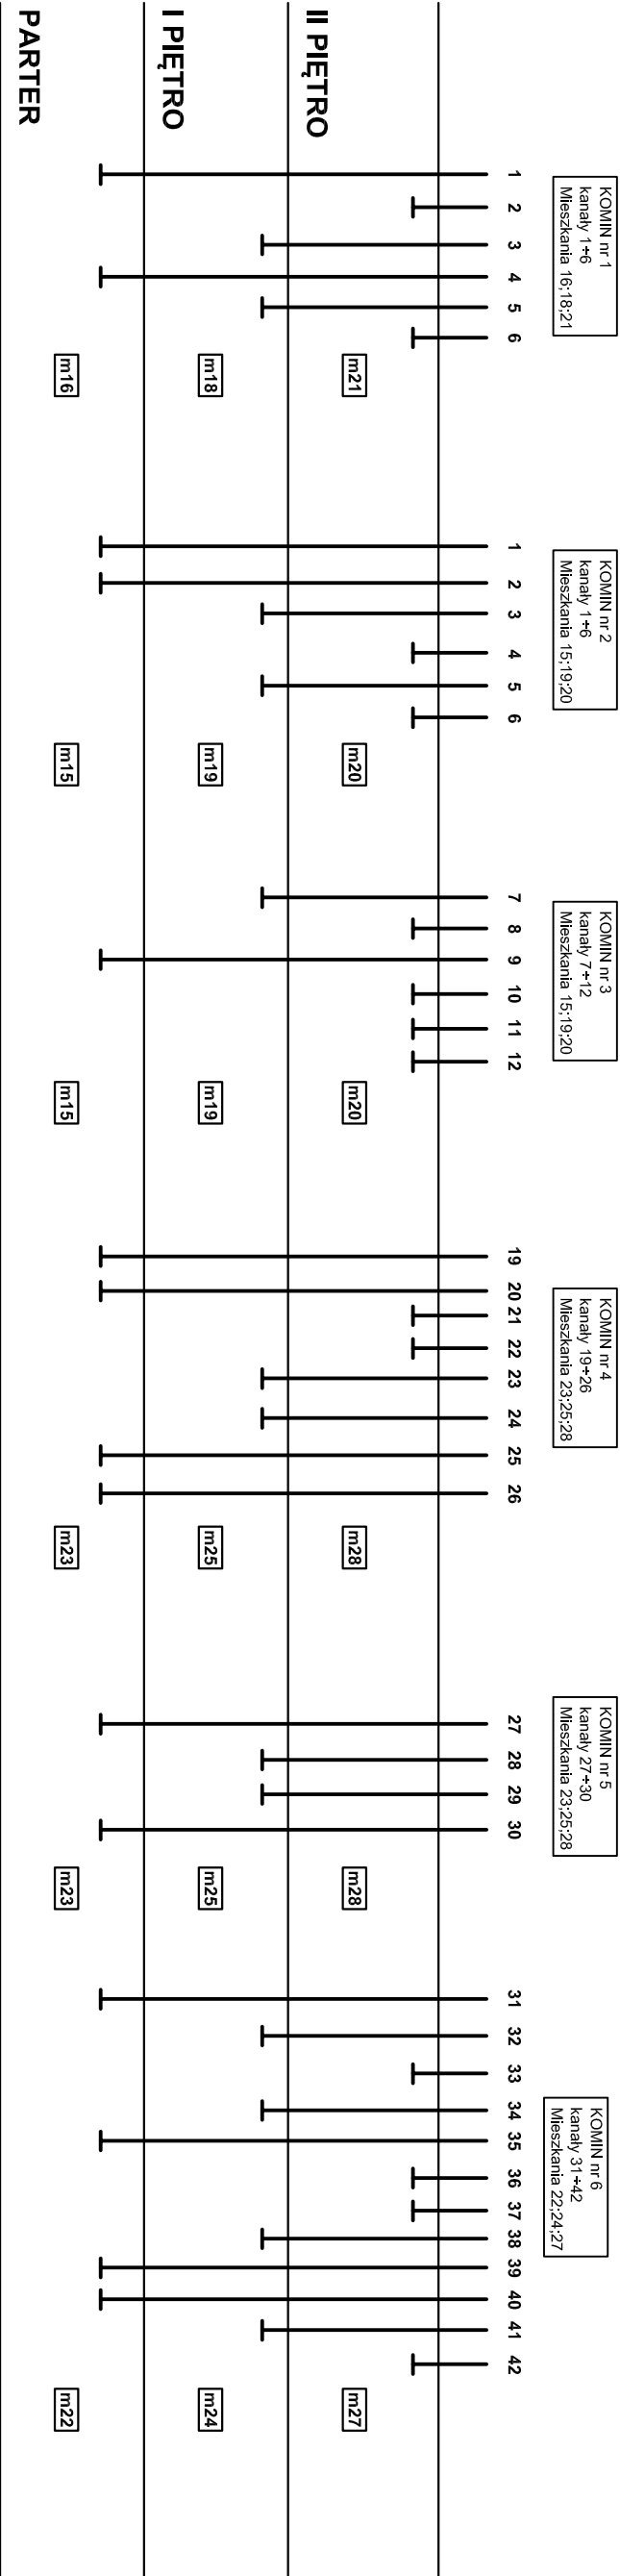 KOMIN nr 1
kanały 1÷6
Mieszkania 16;18;21
KOMIN nr 2
kanały 1÷6
Mieszkania 15;19;20
KOMIN nr 3
kanały 7÷12
Mieszkania 15;19;20
KOMIN nr 4
kanały 19÷26
Mieszkania 23;25;28
KOMIN nr 5
kanały 27÷30
Mieszkania 23;25;28
KOMIN nr 6
kanały 31÷42
Mieszkania 22;24;27
1 2 3 4 5 6 1 2 3 4 5 6 7 8 9 10 11 12 19 20 21 22 23 24 25 26 27 28 29 30 31 32 33 34 35 36 37 38 39 40 41 42
II PIĘTRO m21 m20 m20 m28 m28 m27
I PIĘTRO m18 m19 m19 m25 m25 m24
PARTER m16 m15 m15 m23 m23 m22